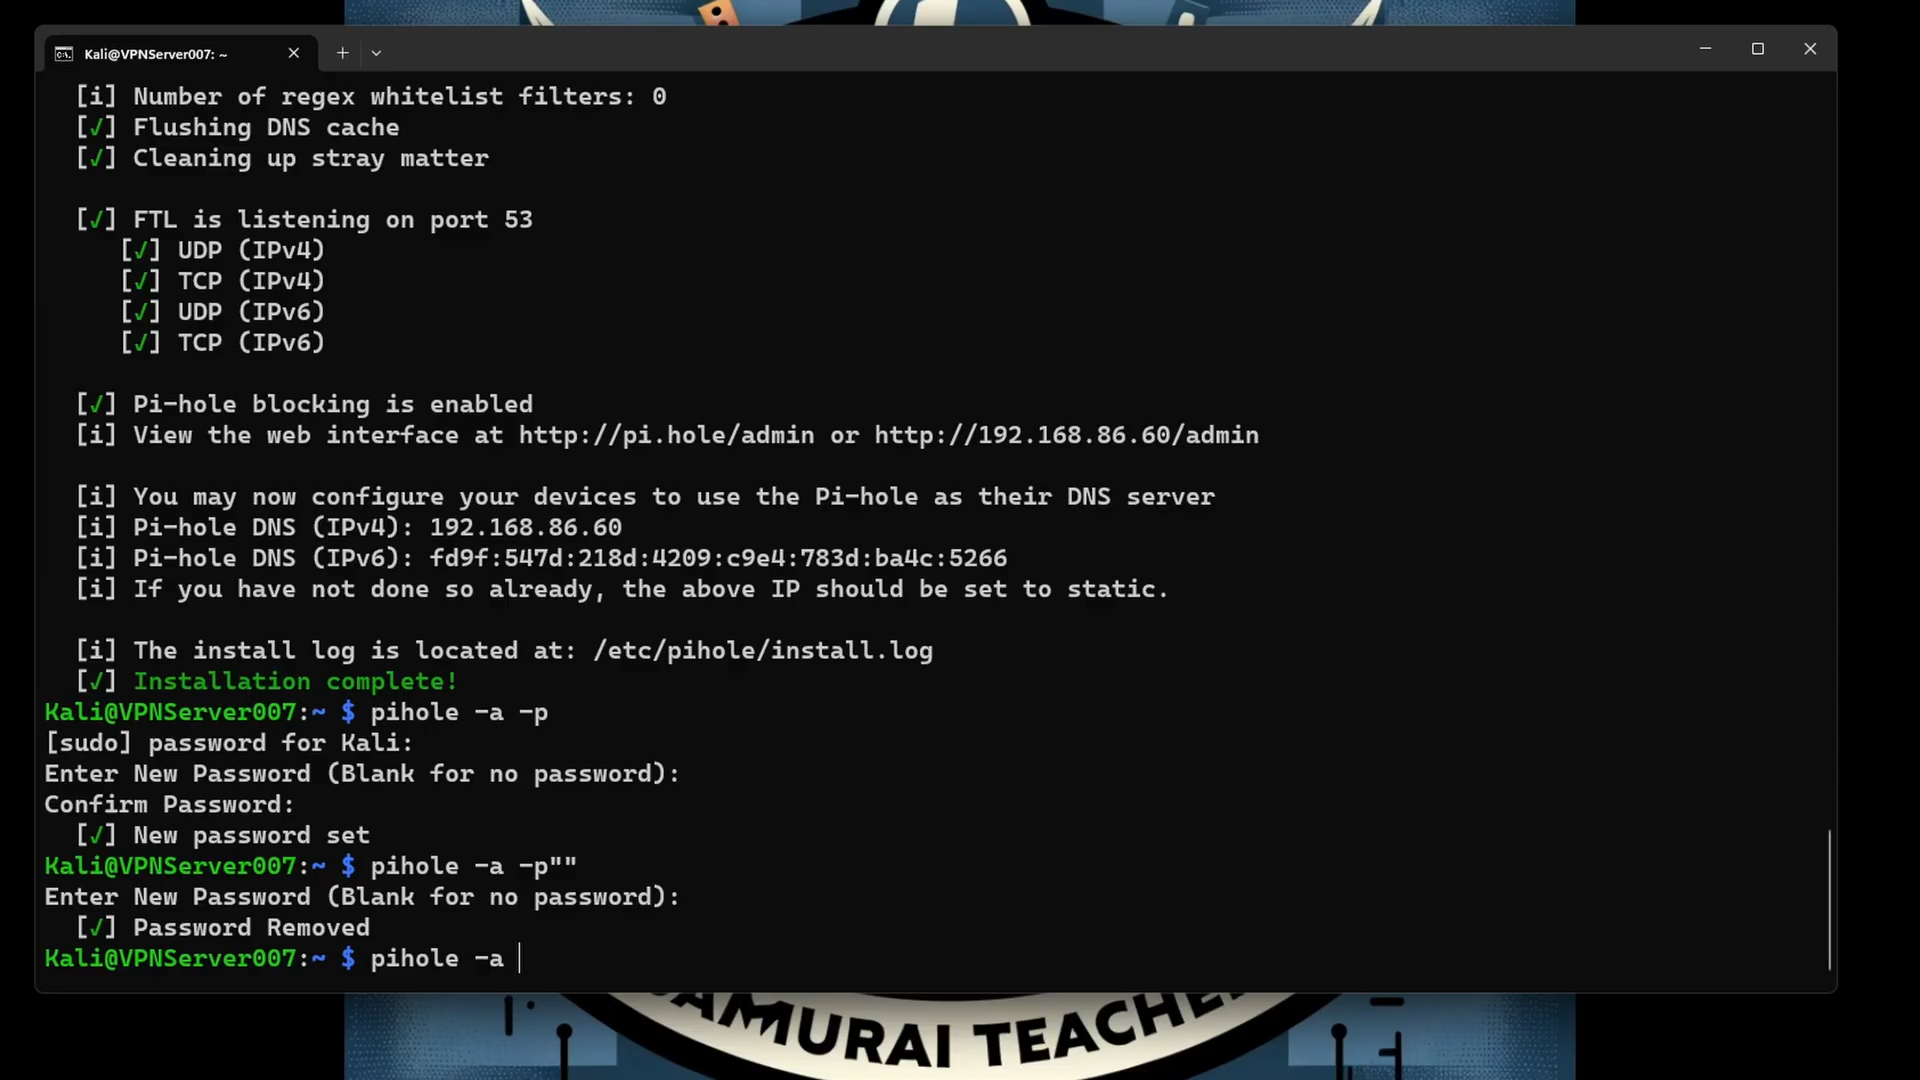 Kali@VPNServer007: ~
[i] Number of regex whitelist filters: 0
[✓] Flushing DNS cache
[✓] Cleaning up stray matter
[✓] FTL is listening on port 53
[✓] UDP (IPv4)
[✓] TCP (IPv4)
[✓] UDP (IPv6)
[✓] TCP (IPv6)
[✓] Pi-hole blocking is enabled
[i] View the web interface at http://pi.hole/admin or http://192.168.86.60/admin
[i] You may now configure your devices to use the Pi-hole as their DNS server
[i] Pi-hole DNS (IPv4): 192.168.86.60
[i] Pi-hole DNS (IPv6): fd9f:547d:218d:4209:c9e4:783d:ba4c:5266
[i] If you have not done so already, the above IP should be set to static.
[i] The install log is located at: /etc/pihole/install.log
[✓] Installation complete!
Kali@VPNServer007:~ $ pihole -a -p
[sudo] password for Kali:
Enter New Password (Blank for no password):
Confirm Password:
[✓] New password set
Kali@VPNServer007:~ $ pihole -a -p""
Enter New Password (Blank for no password):
[✓] Password Removed
Kali@VPNServer007:~ $ pihole -a
SAMURAI TEACHER